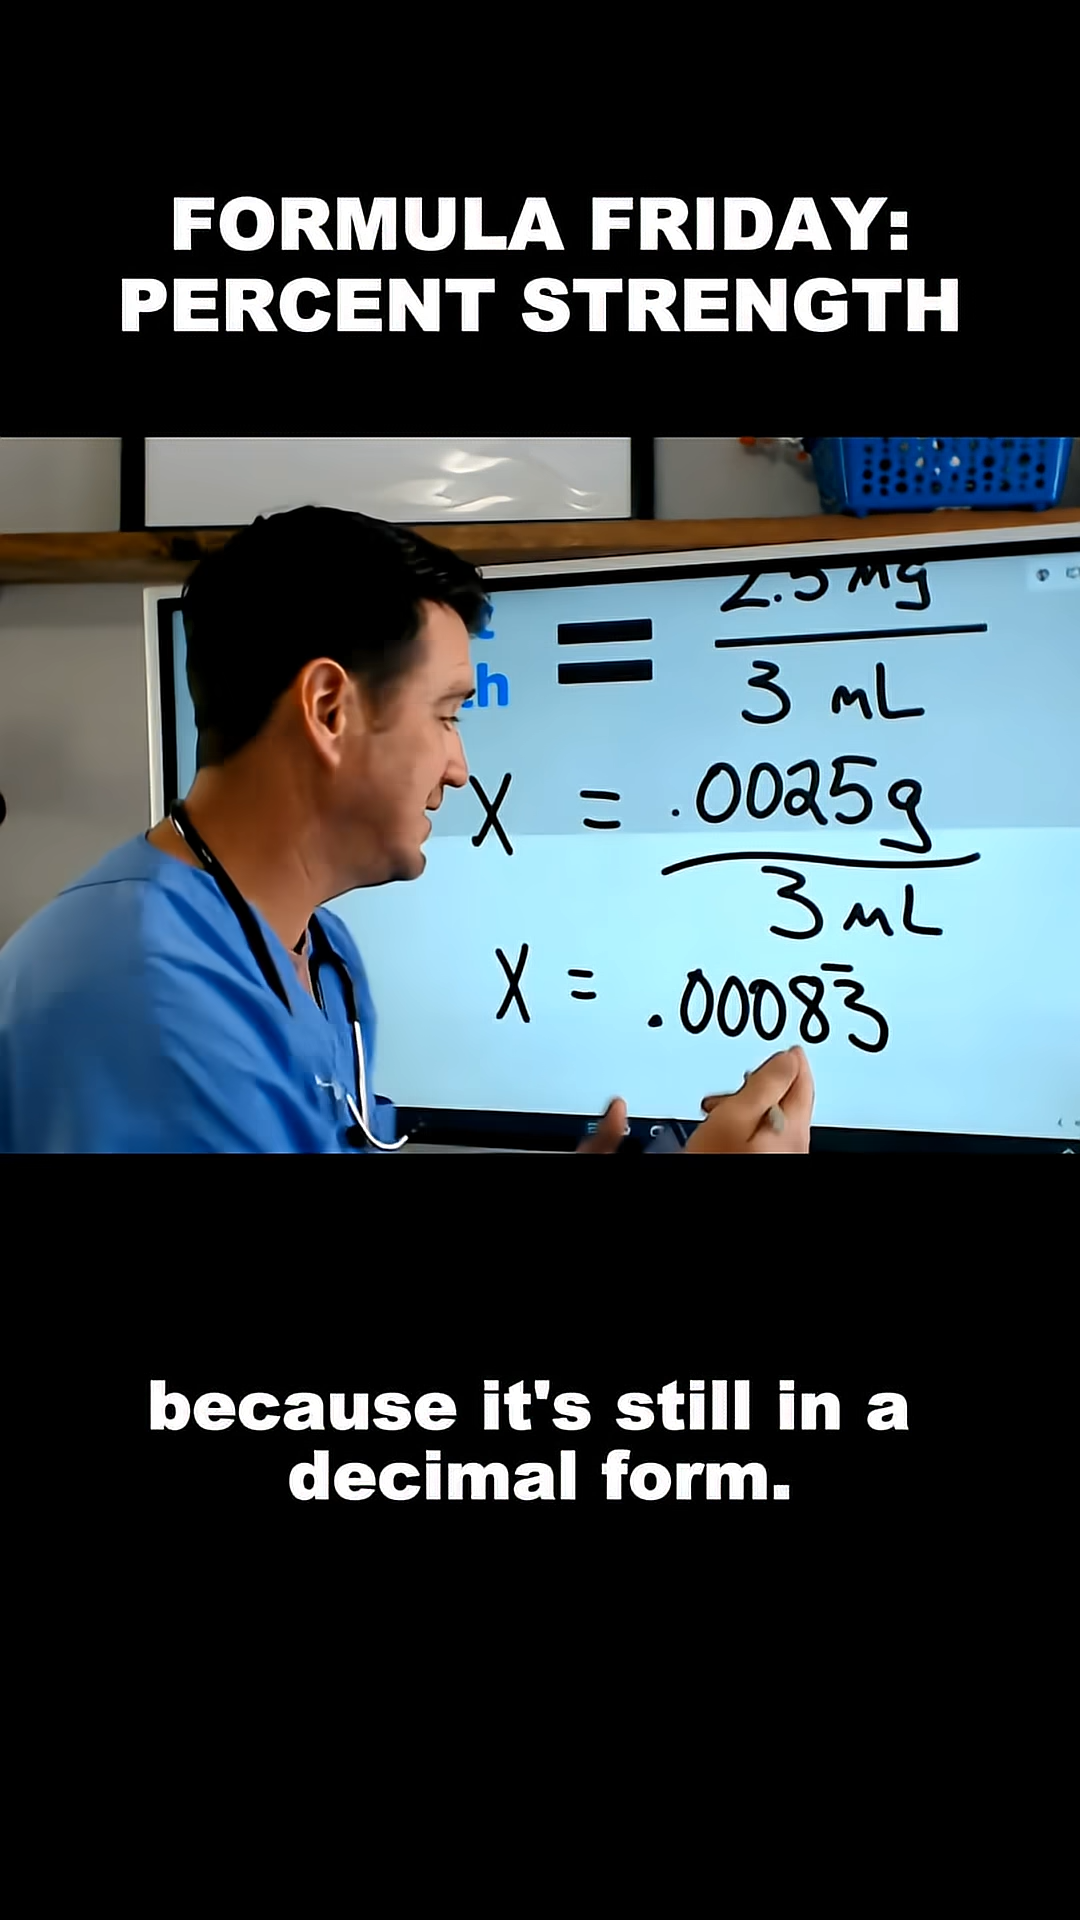 FORMULA FRIDAY:
PERCENT STRENGTH
2.5 mg
=
3 mL
X = .0025g
3 mL
X = .00083̅
because it's still in a
decimal form.